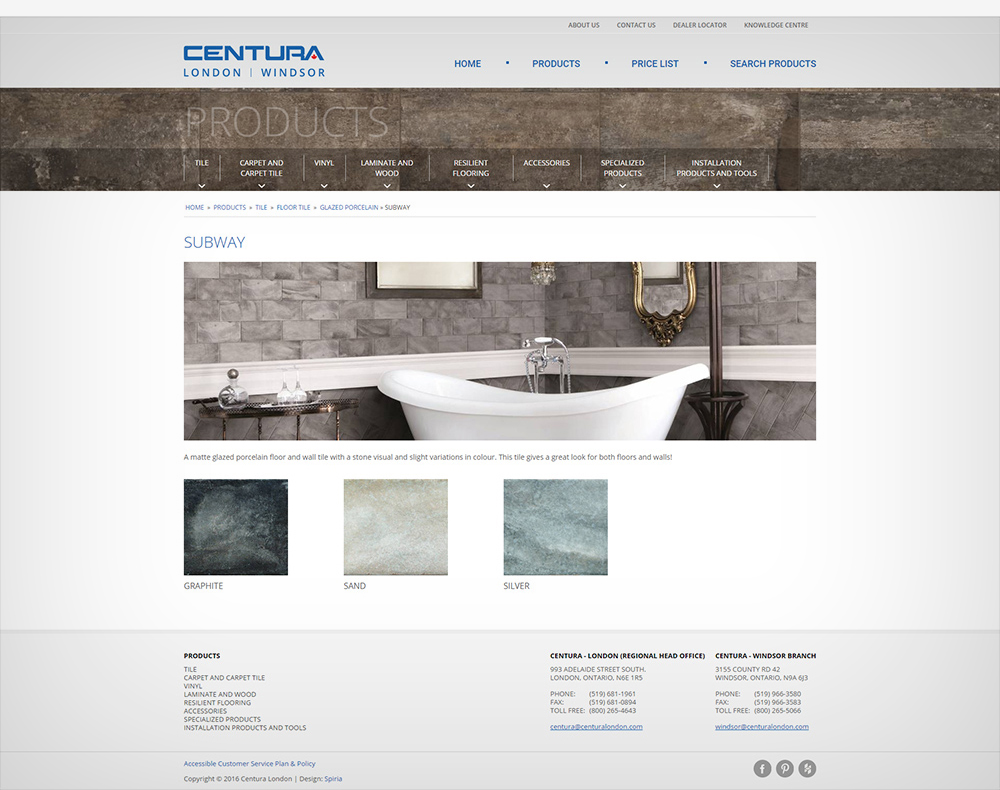 ABOUT US CONTACT US DEALER LOCATOR KNOWLEDGE CENTRE
CENTURA
LONDON | WINDSOR
HOME PRODUCTS PRICE LIST SEARCH PRODUCTS
PRODUCTS
TILE
CARPET AND
CARPET TILE
VINYL
LAMINATE AND
WOOD
RESILIENT
FLOORING
ACCESSORIES
SPECIALIZED
PRODUCTS
INSTALLATION
PRODUCTS AND TOOLS
HOME » PRODUCTS » TILE » FLOOR TILE » GLAZED PORCELAIN » SUBWAY
SUBWAY
A matte glazed porcelain floor and wall tile with a stone visual and slight variations in colour. This tile gives a great look for both floors and walls!
GRAPHITE
SAND
SILVER
PRODUCTS
TILE
CARPET AND CARPET TILE
VINYL
LAMINATE AND WOOD
RESILIENT FLOORING
ACCESSORIES
SPECIALIZED PRODUCTS
INSTALLATION PRODUCTS AND TOOLS
CENTURA - LONDON (REGIONAL HEAD OFFICE)
993 ADELAIDE STREET SOUTH.
LONDON, ONTARIO, N6E 1R5
PHONE: (519) 681-1961
FAX: (519) 681-0894
TOLL FREE: (800) 265-4643
centura@centuralondon.com
CENTURA - WINDSOR BRANCH
3155 COUNTY RD 42
WINDSOR, ONTARIO, N9A 6J3
PHONE: (519) 966-3580
FAX: (519) 966-3583
TOLL FREE: (800) 265-5066
windsor@centuralondon.com
Accessible Customer Service Plan & Policy
Copyright © 2016 Centura London | Design: Spiria